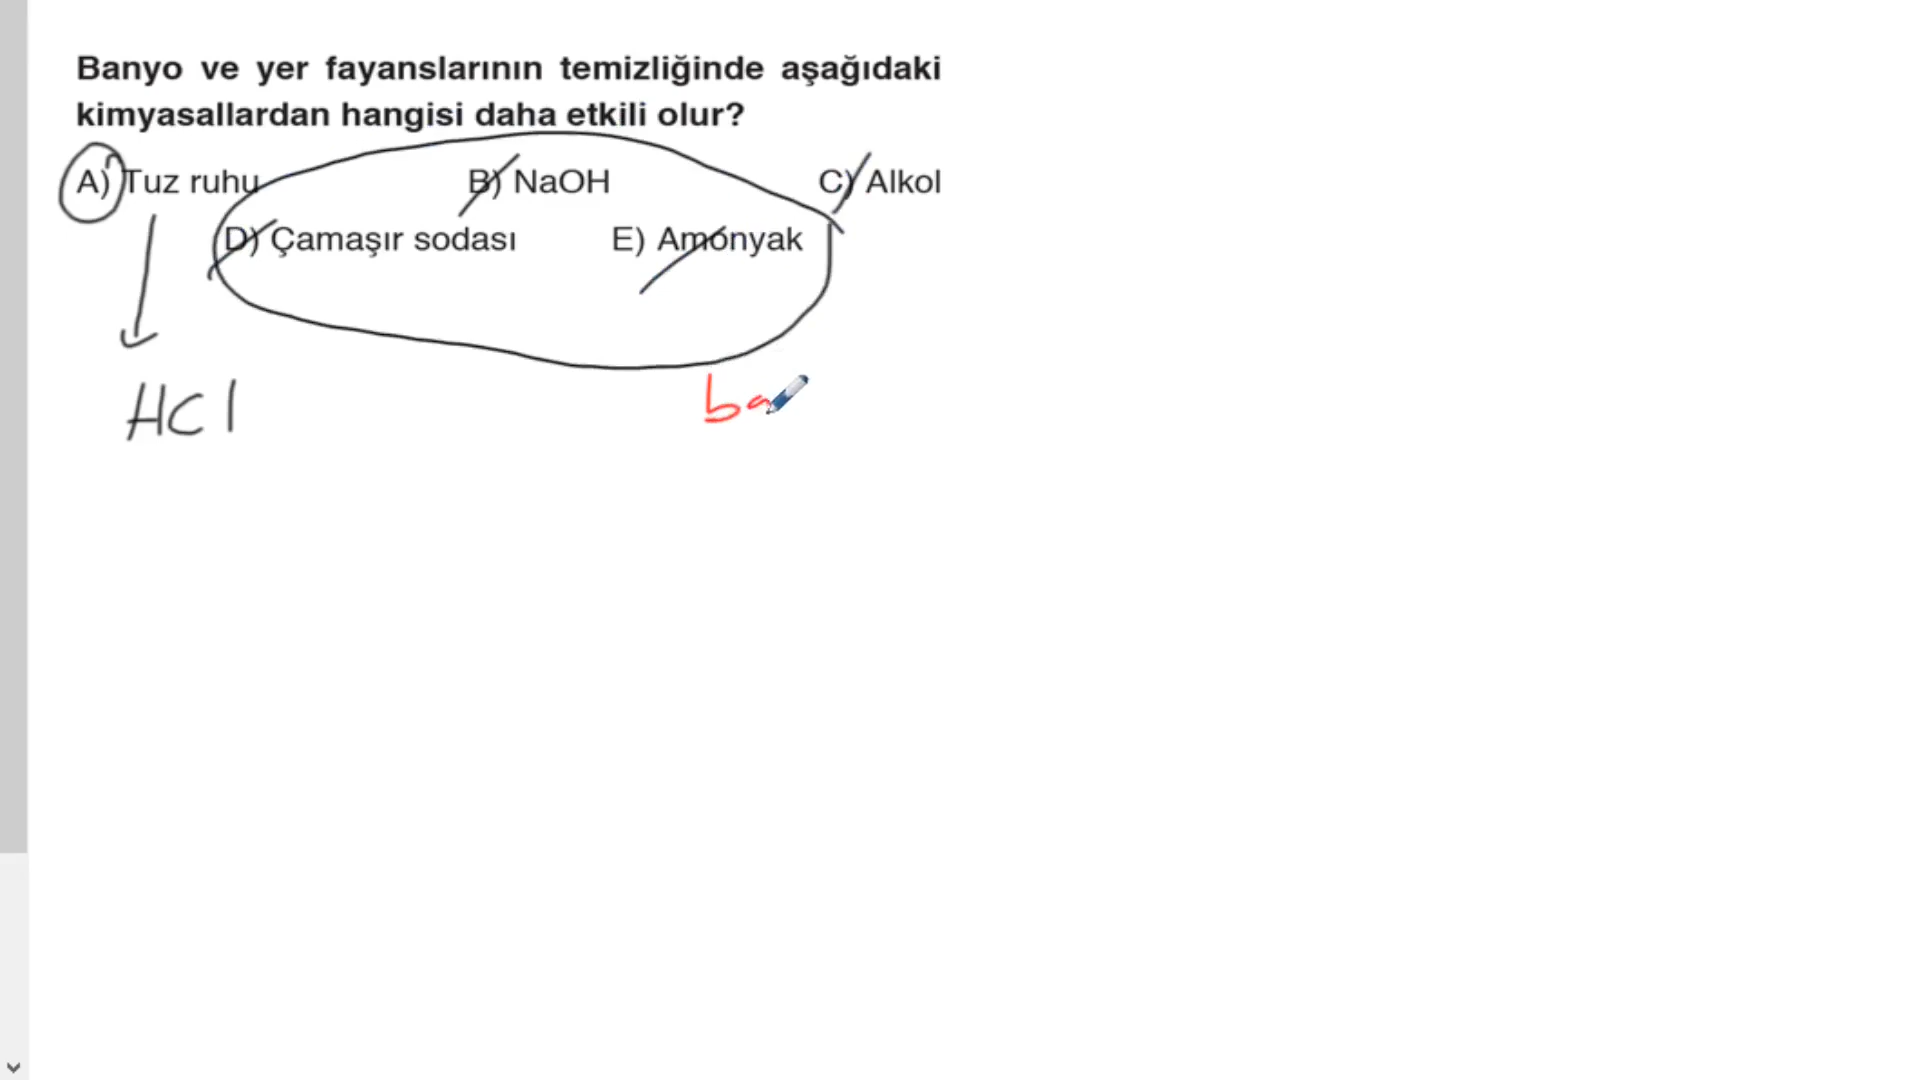 Banyo ve yer fayanslarının temizliğinde aşağıdaki
kimyasallardan hangisi daha etkili olur?
A) Tuz ruhu B) NaOH C) Alkol
D) Çamaşır sodası E) Amonyak
HCl
ba